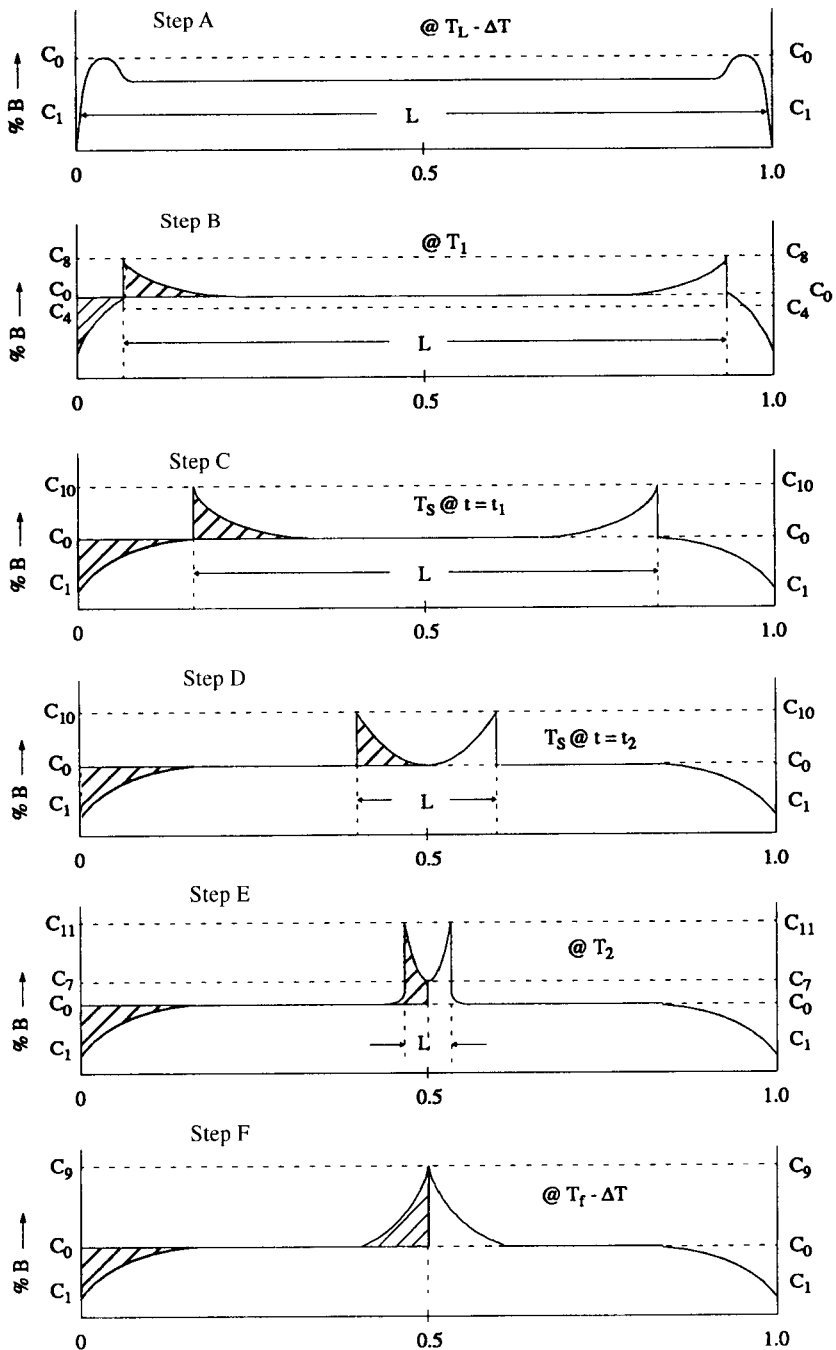 Step A
@ T_L - ΔT
C_0
C_0
C_1
C_1
L
% B →
0
0.5
1.0
Step B
@ T_1
C_8
C_8
C_0
C_0
C_4
C_4
L
% B →
0
0.5
1.0
Step C
C_10
C_10
T_S @ t = t_1
C_0
C_0
C_1
C_1
L
% B →
0
0.5
1.0
Step D
C_10
C_10
T_S @ t = t_2
C_0
C_0
C_1
C_1
L
% B →
0
0.5
1.0
Step E
C_11
C_11
@ T_2
C_7
C_7
C_0
C_0
C_1
C_1
L
% B →
0
0.5
1.0
Step F
C_9
C_9
@ T_f - ΔT
C_0
C_0
C_1
C_1
% B →
0
0.5
1.0